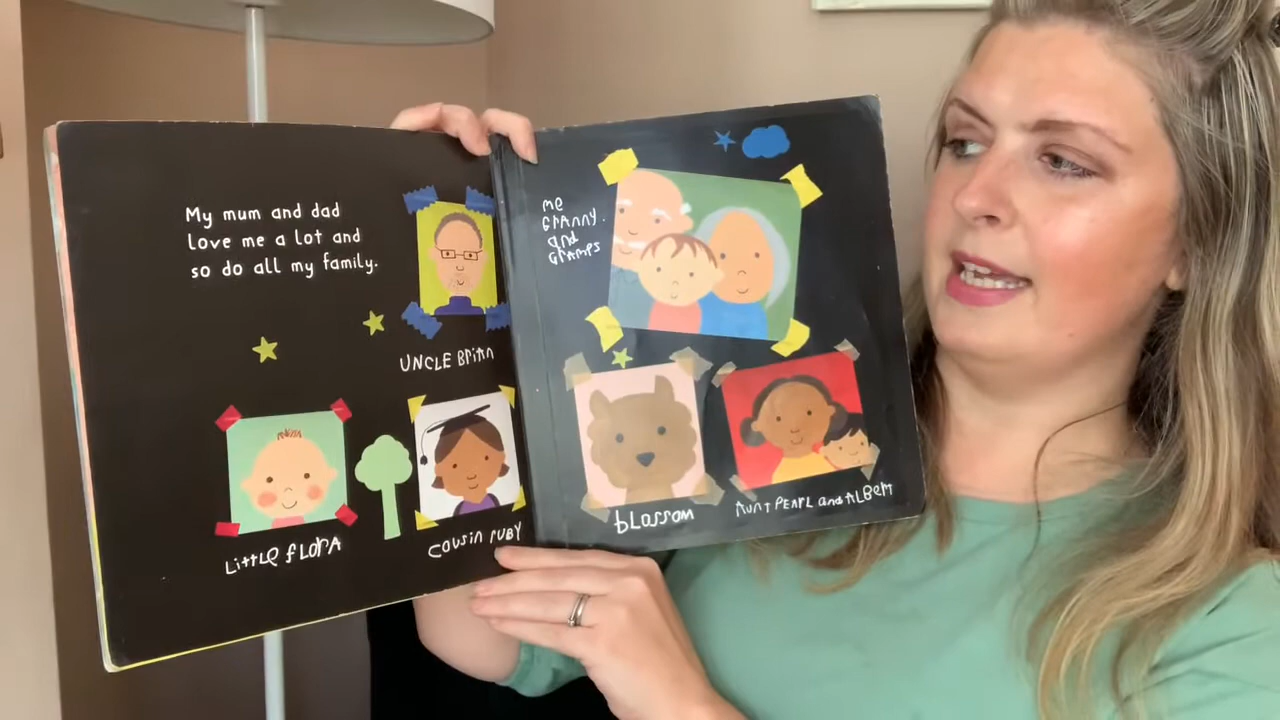 My mum and dad
love me a lot and
so do all my family.
UNCLE BRIAN
LITTLE FLORA
COUSIN RUBY
Me
GRANNY.
and
GRAMPS
BLOSSOM
AUNT PEARL and ALBERT